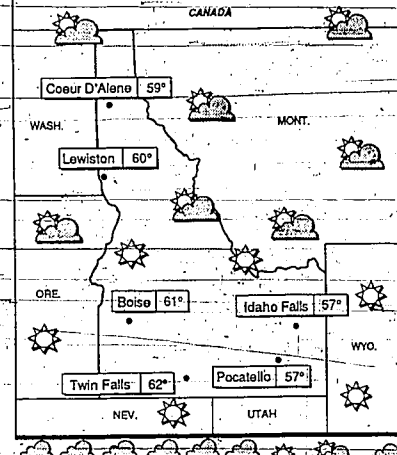 CANADA
Coeur D'Alene 59°
WASH.
MONT.
Lewiston 60°
ORE.
Boise 61°
Idaho Falls 57°
WYO.
Twin Falls 62°
Pocatello 57°
NEV.
UTAH